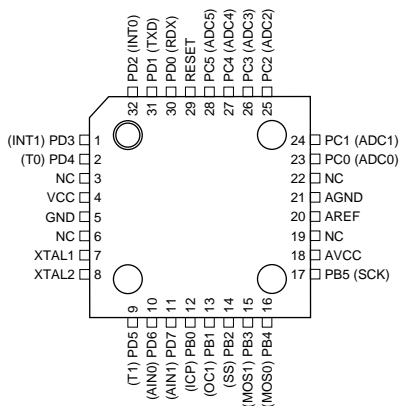 PD2 (INT0)
PD1 (TXD)
PD0 (RDX)
RESET
PC5 (ADC5)
PC4 (ADC4)
PC3 (ADC3)
PC2 (ADC2)
32 31 30 29 28 27 26 25
(INT1) PD3 1
(T0) PD4 2
NC 3
VCC 4
GND 5
NC 6
XTAL1 7
XTAL2 8
24 PC1 (ADC1)
23 PC0 (ADC0)
22 NC
21 AGND
20 AREF
19 NC
18 AVCC
17 PB5 (SCK)
9 10 11 12 13 14 15 16
(T1) PD5
(AIN0) PD6
(AIN1) PD7
(ICP) PB0
(OC1) PB1
(SS) PB2
(MOS1) PB3
(MOS0) PB4